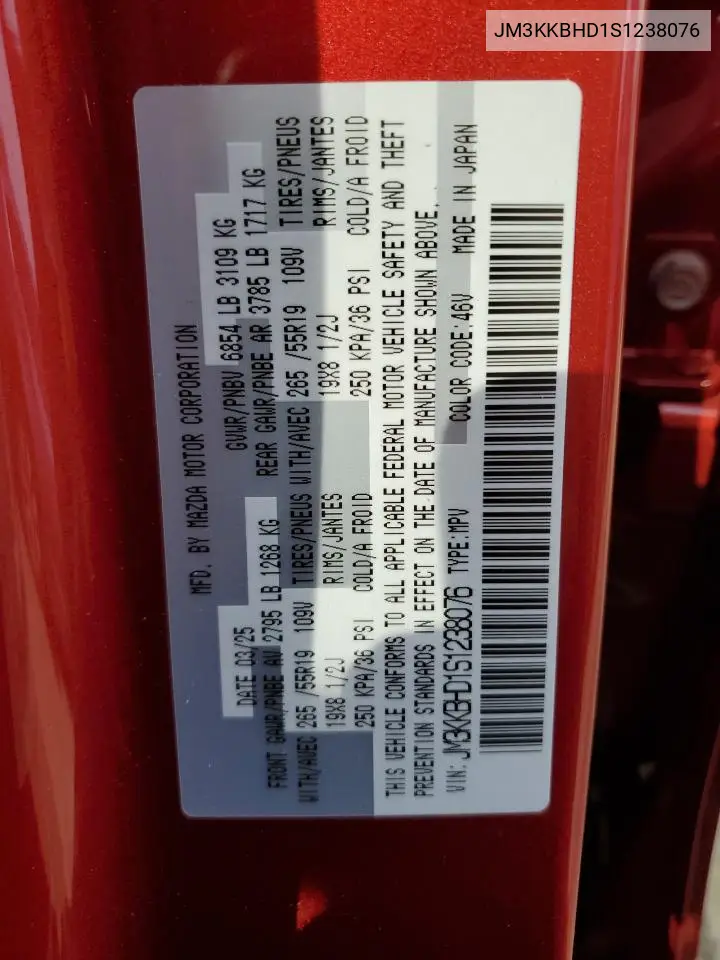 JM3KKBHD1S1238076
MFD. BY MAZDA MOTOR CORPORATION
DATE 03/25 GVWR/PNBV 6854 LB 3109 KG
FRONT GAWR/PNBE AV 2795 LB 1268 KG REAR GAWR/PNBE AR 3785 LB 1717 KG
WITH/AVEC 265 /55R19 109V TIRES/PNEUS WITH/AVEC 265 /55R19 109V TIRES/PNEUS
19X8 1/2J RIMS/JANTES 19X8 1/2J RIMS/JANTES
250 KPA/36 PSI COLD/A FROID 250 KPA/36 PSI COLD/A FROID
THIS VEHICLE CONFORMS TO ALL APPLICABLE FEDERAL MOTOR VEHICLE SAFETY AND THEFT
PREVENTION STANDARDS IN EFFECT ON THE DATE OF MANUFACTURE SHOWN ABOVE.
VIN: JM3KKBHD1S1238076 TYPE:MPV COLOR CODE:46V MADE IN JAPAN